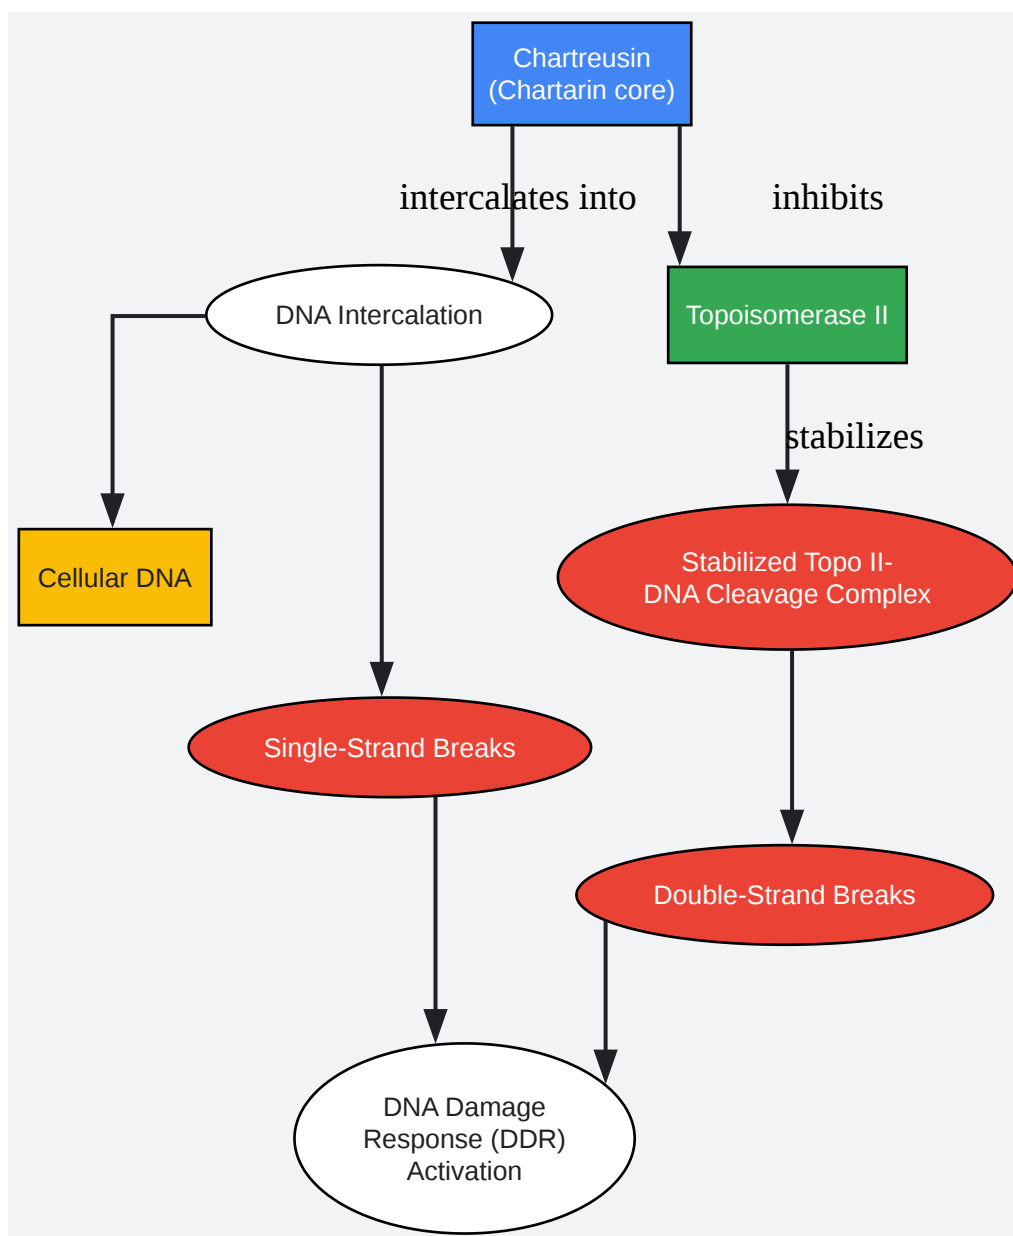 Chartreusin
(Chartarin core)
intercalates into
inhibits
DNA Intercalation
Topoisomerase II
stabilizes
Cellular DNA
Stabilized Topo II-
DNA Cleavage Complex
Single-Strand Breaks
Double-Strand Breaks
DNA Damage
Response (DDR)
Activation